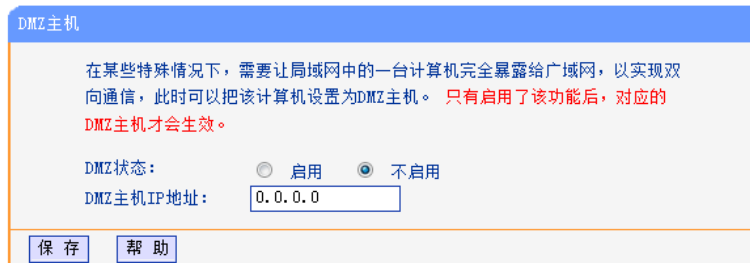 DMZ主机
在某些特殊情况下，需要让局域网中的一台计算机完全暴露给广域网，以实现双
向通信，此时可以把该计算机设置为DMZ主机。 只有启用了该功能后，对应的
DMZ主机才会生效。
DMZ状态： 启用 不启用
DMZ主机IP地址： 0.0.0.0
保 存 帮 助